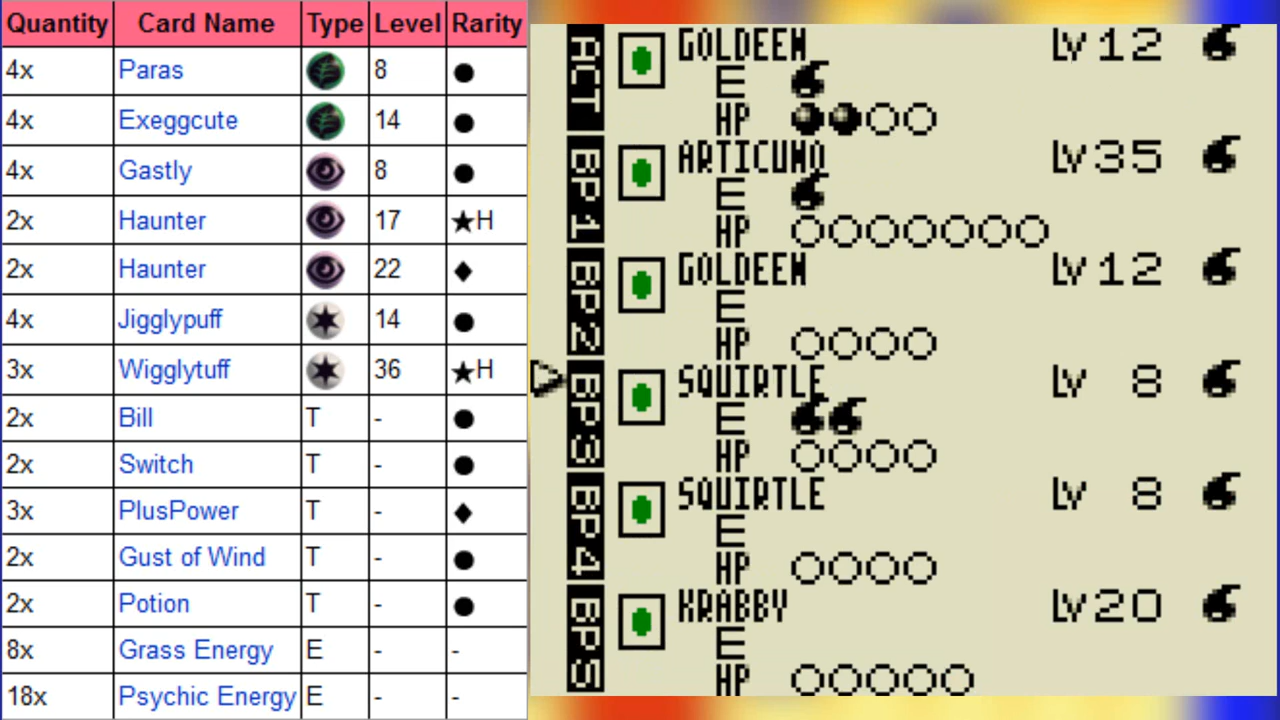 Quantity Card Name Type Level Rarity
4x Paras 8 ●
4x Exeggcute 14 ●
4x Gastly 8 ●
2x Haunter 17 ★H
2x Haunter 22 ♦
4x Jigglypuff 14 ●
3x Wigglytuff 36 ★H
2x Bill T - ●
2x Switch T - ●
3x PlusPower T - ♦
2x Gust of Wind T - ●
2x Potion T - ●
8x Grass Energy E - -
18x Psychic Energy E - -
ACT GOLDEEN Lv12
E
HP
BP1 ARTICUNO Lv35
E
HP
BP2 GOLDEEN Lv12
E
HP
BP3 SQUIRTLE Lv 8
E
HP
BP4 SQUIRTLE Lv 8
E
HP
BP5 KRABBY Lv20
E
HP